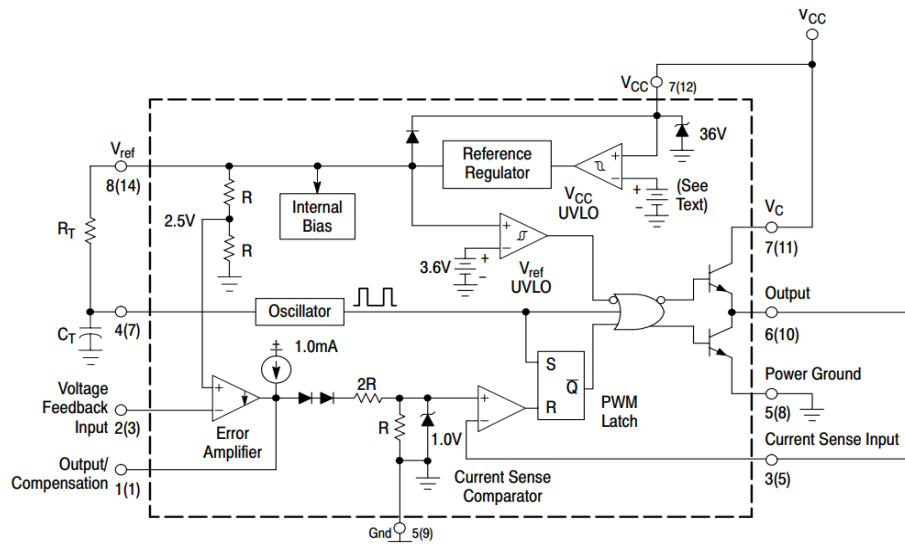 VCC
VCC
7(12)
36V
Vref
8(14)
Reference
Regulator
+
−
VCC
UVLO
+
−
(See
Text)
VC
7(11)
R
Internal
Bias
2.5V
RT
R
+
−
3.6V
+
−
Vref
UVLO
Output
6(10)
4(7)
Oscillator
CT
+
1.0mA
S
Q
R
PWM
Latch
Power Ground
5(8)
Voltage
Feedback
Input
2(3)
+
−
Error
Amplifier
2R
R
1.0V
+
−
Current Sense
Comparator
Current Sense Input
3(5)
Output/
Compensation
1(1)
Gnd
5(9)